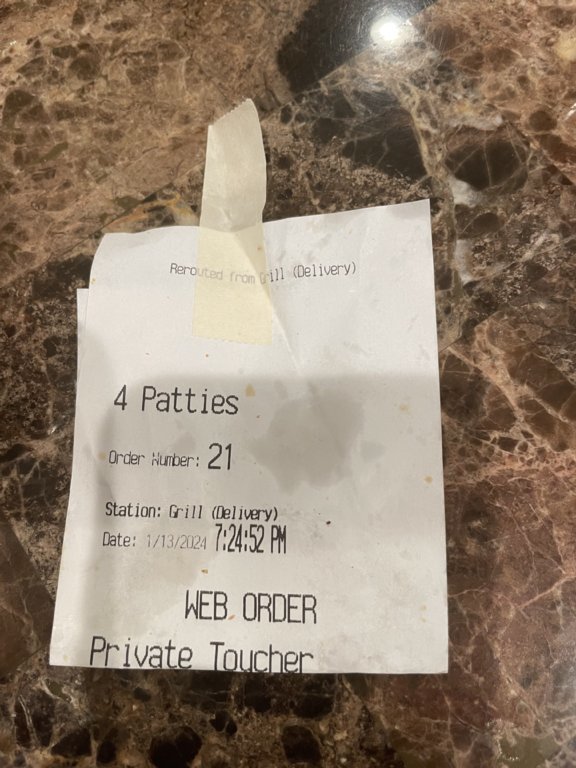 Rerouted from Grill (Delivery)
4 Patties
Order Number: 21
Station: Grill (Delivery)
Date: 1/13/2024 7:24:52 PM
WEB ORDER
Private Toucher